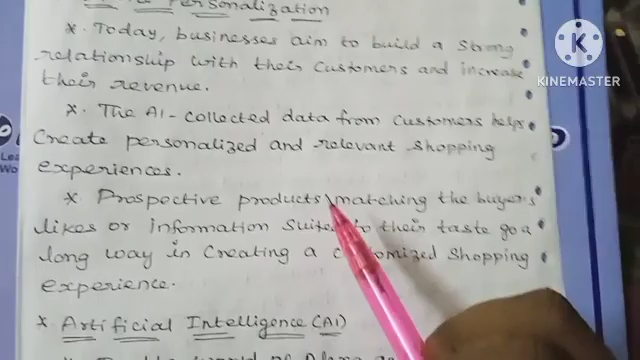 Personalization
*. Today, businesses aim to build a strong
relationship with their customers and increase
their revenue.
*. The AI-collected data from customers helps
create personalized and relevant shopping
experiences.
*. Prospective products matching the buyer's
likes or information suited to their taste go a
long way in creating a customized shopping
experience.
* Artificial Intelligence (AI)
K
KINEMASTER